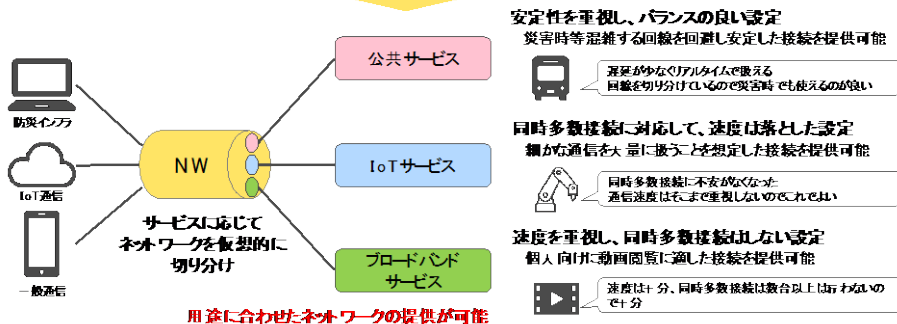 防災インフラ
IoT通信
一般通信
NW
サービスに応じて
ネットワークを仮想的に
切り分け
公共サービス
IoTサービス
ブロードバンド
サービス
用途に合わせたネットワークの提供が可能
安定性を重視し、バランスの良い設定
災害時等混雑する回線を回避し安定した接続を提供可能
遅延が少なくリアルタイムで扱える
回線を切り分けているので災害時でも使えるのが良い
同時多数接続に対応して、速度は落とした設定
細かな通信を大量に扱うことを想定した接続を提供可能
同時多数接続に不安がなくなった
通信速度はそこまで重視しないのでこれでよい
速度を重視し、同時多数接続はしない設定
個人向けに動画閲覧に適した接続を提供可能
速度は十分、同時多数接続は数台以上は行わないの
で十分